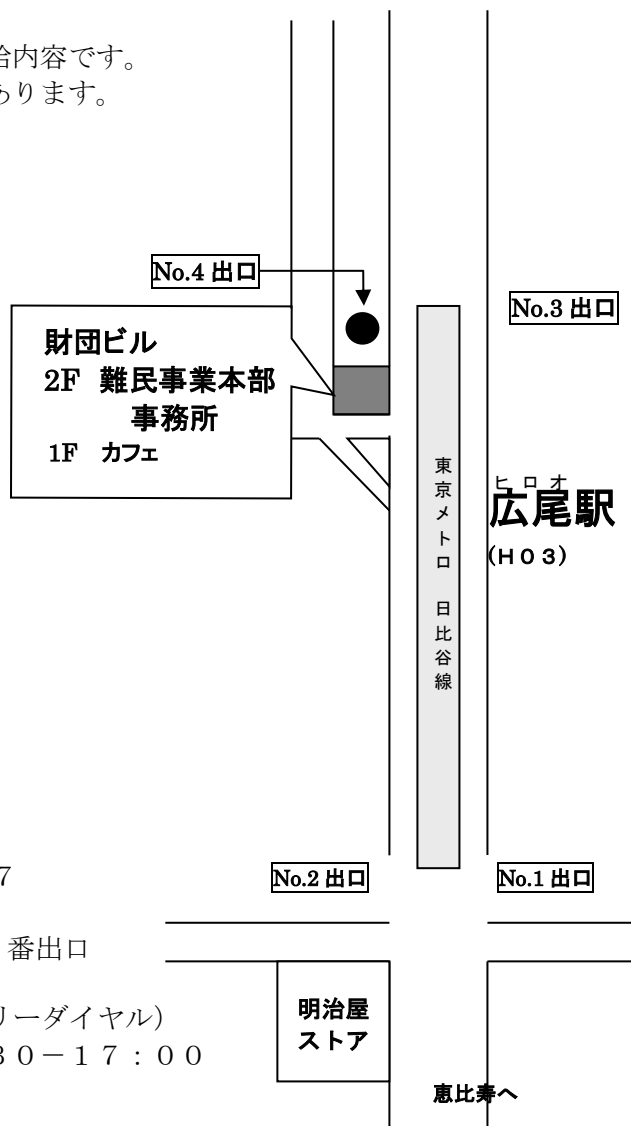 給内容です。
あります。
No.4 出口
No.3 出口
財団ビル
2F 難民事業本部
事務所
1F カフェ
東京メトロ 日比谷線
ヒロオ
広尾駅
(H03)
7
No.2 出口
No.1 出口
番出口
リーダイヤル)
30-17:00
明治屋
ストア
恵比寿へ